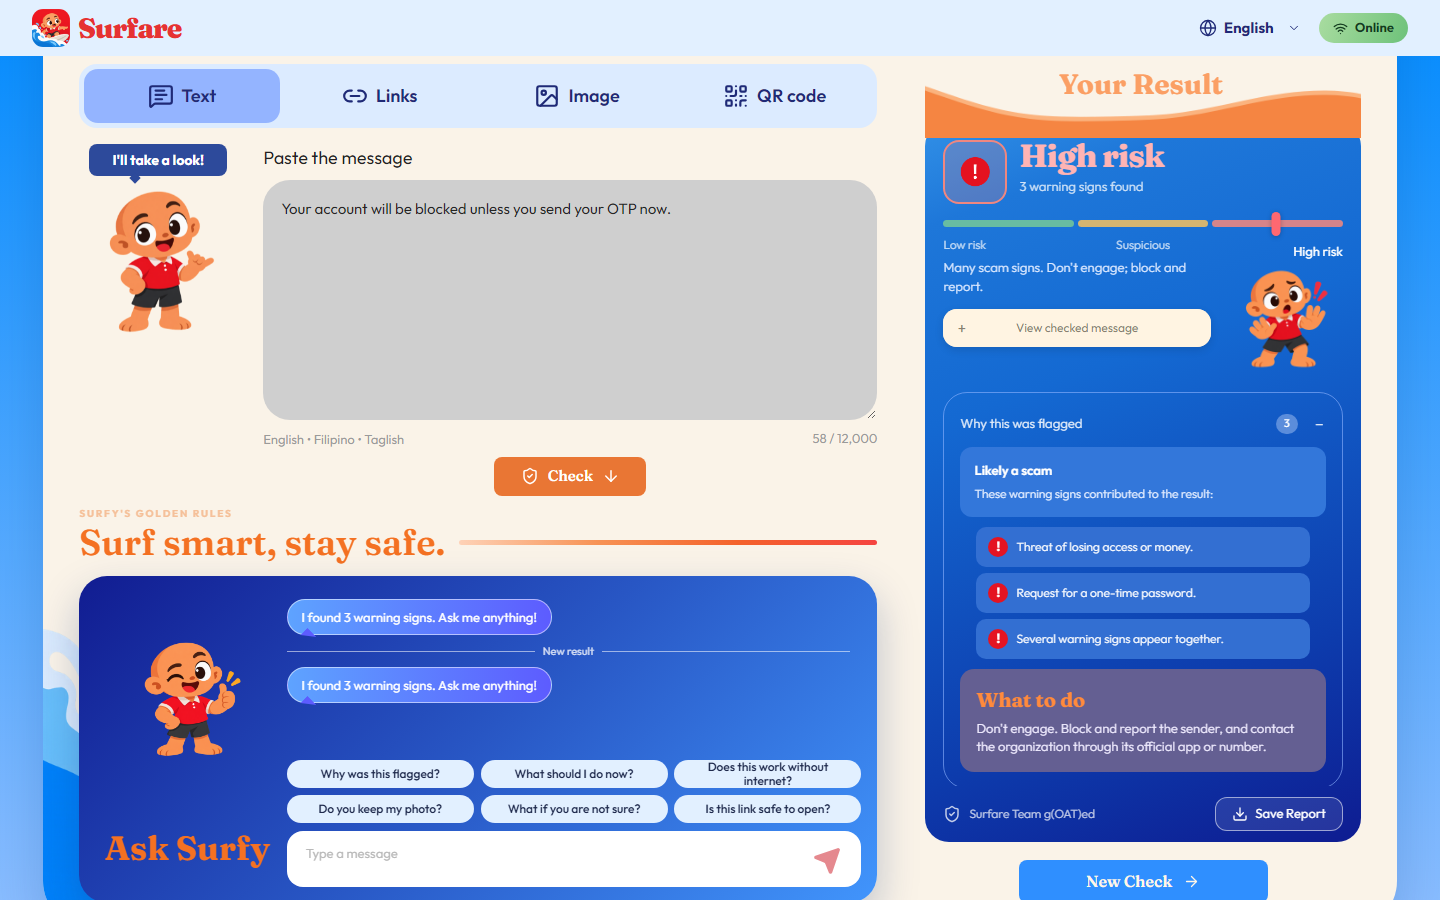 Surfare
English
Online
Text
Links
Image
QR code
I'll take a look!
Paste the message
Your account will be blocked unless you send your OTP now.
English • Filipino • Taglish
58 / 12,000
Check
SURFY'S GOLDEN RULES
Surf smart, stay safe.
I found 3 warning signs. Ask me anything!
New result
I found 3 warning signs. Ask me anything!
Why was this flagged?
What should I do now?
Does this work without
internet?
Do you keep my photo?
What if you are not sure?
Is this link safe to open?
Ask Surfy
Type a message
Your Result
High risk
3 warning signs found
Low risk
Suspicious
High risk
Many scam signs. Don't engage; block and
report.
+ View checked message
Why this was flagged
3 −
Likely a scam
These warning signs contributed to the result:
! Threat of losing access or money.
! Request for a one-time password.
! Several warning signs appear together.
What to do
Don't engage. Block and report the sender, and contact
the organization through its official app or number.
Surfare Team g(OAT)ed
Save Report
New Check